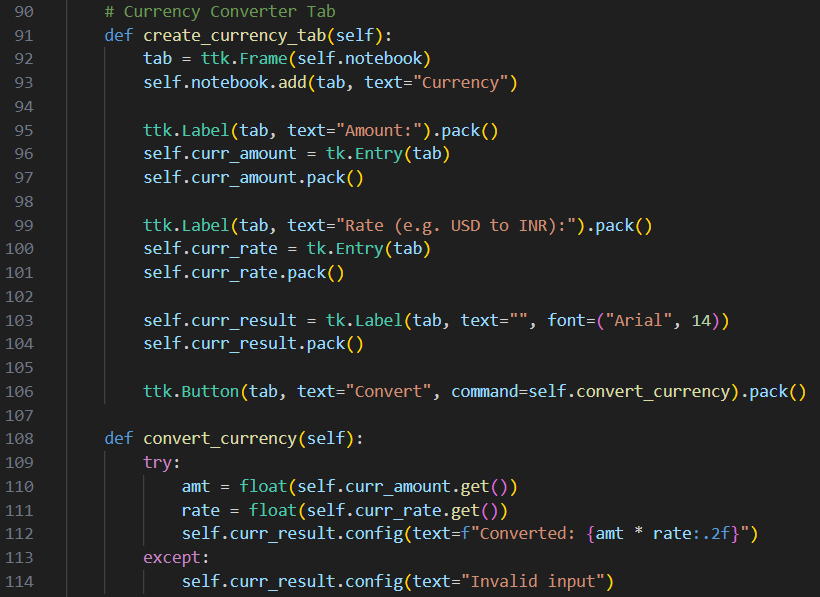 90 # Currency Converter Tab
91 def create_currency_tab(self):
92 tab = ttk.Frame(self.notebook)
93 self.notebook.add(tab, text="Currency")
94
95 ttk.Label(tab, text="Amount:").pack()
96 self.curr_amount = tk.Entry(tab)
97 self.curr_amount.pack()
98
99 ttk.Label(tab, text="Rate (e.g. USD to INR):").pack()
100 self.curr_rate = tk.Entry(tab)
101 self.curr_rate.pack()
102
103 self.curr_result = tk.Label(tab, text="", font=("Arial", 14))
104 self.curr_result.pack()
105
106 ttk.Button(tab, text="Convert", command=self.convert_currency).pack()
107
108 def convert_currency(self):
109 try:
110 amt = float(self.curr_amount.get())
111 rate = float(self.curr_rate.get())
112 self.curr_result.config(text=f"Converted: {amt * rate:.2f}")
113 except:
114 self.curr_result.config(text="Invalid input")